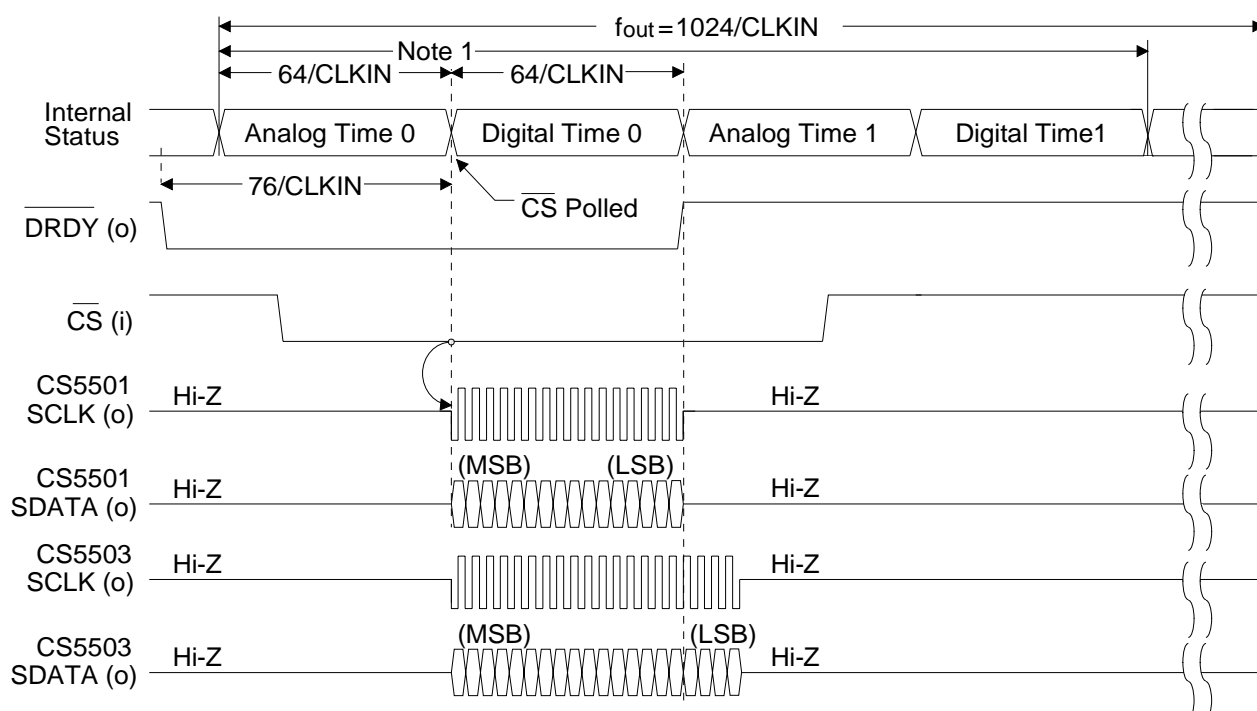 fout=1024/CLKIN
Note 1
64/CLKIN 64/CLKIN
Internal Status
Analog Time 0 Digital Time 0 Analog Time 1 Digital Time1
76/CLKIN
CS Polled
DRDY (o)
CS (i)
CS5501
SCLK (o)
Hi-Z Hi-Z
CS5501
SDATA (o)
Hi-Z (MSB) (LSB) Hi-Z
CS5503
SCLK (o)
Hi-Z Hi-Z
CS5503
SDATA (o)
Hi-Z (MSB) (LSB) Hi-Z